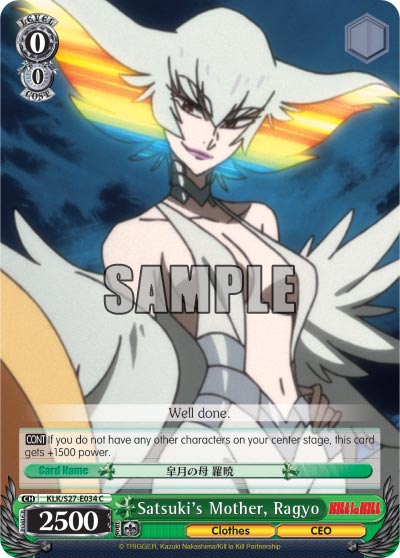 LEVEL
0
0
COST
SAMPLE
Well done.
CONT If you do not have any other characters on your center stage, this card
gets +1500 power.
Card Name
皐月の母 羅暁
CH KLK/S27-E034 C
2500
Satsuki's Mother, Ragyo
KILL la KILL
Clothes
CEO
© TRIGGER, Kazuki Nakashima/Kill la Kill Partnership